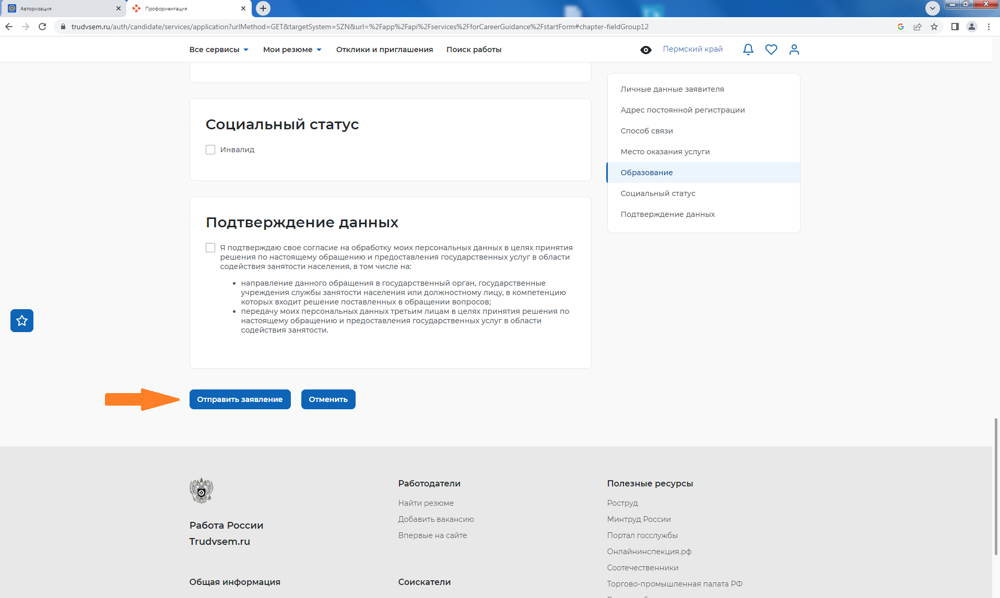 Авторизация
Профориентация
trudvsem.ru/auth/candidate/services/application?urlMethod=GET&targetSystem=SZN&url=%2Fapp%2Fapi%2Fservices%2FforCareerGuidance%2FstartForm#chapter-fieldGroup12
Все сервисы Мои резюме Отклики и приглашения Поиск работы Пермский край
Социальный статус
Инвалид
Подтверждение данных
Я подтверждаю свое согласие на обработку моих персональных данных в целях принятия
решения по настоящему обращению и предоставления государственных услуг в области
содействия занятости населения, в том числе на:
• направление данного обращения в государственный орган, государственные
учреждения службы занятости населения или должностному лицу, в компетенцию
которых входит решение поставленных в обращении вопросов;
• передачу моих персональных данных третьим лицам в целях принятия решения по
настоящему обращению и предоставления государственных услуг в области
содействия занятости.
Отправить заявление Отменить
Личные данные заявителя
Адрес постоянной регистрации
Способ связи
Место оказания услуги
Образование
Социальный статус
Подтверждение данных
Работа России
Trudvsem.ru
Общая информация
Работодатели
Найти резюме
Добавить вакансию
Впервые на сайте
Соискатели
Полезные ресурсы
Роструд
Минтруд России
Портал госслужбы
Онлайнинспекция.рф
Соотечественники
Торгово-промышленная палата РФ